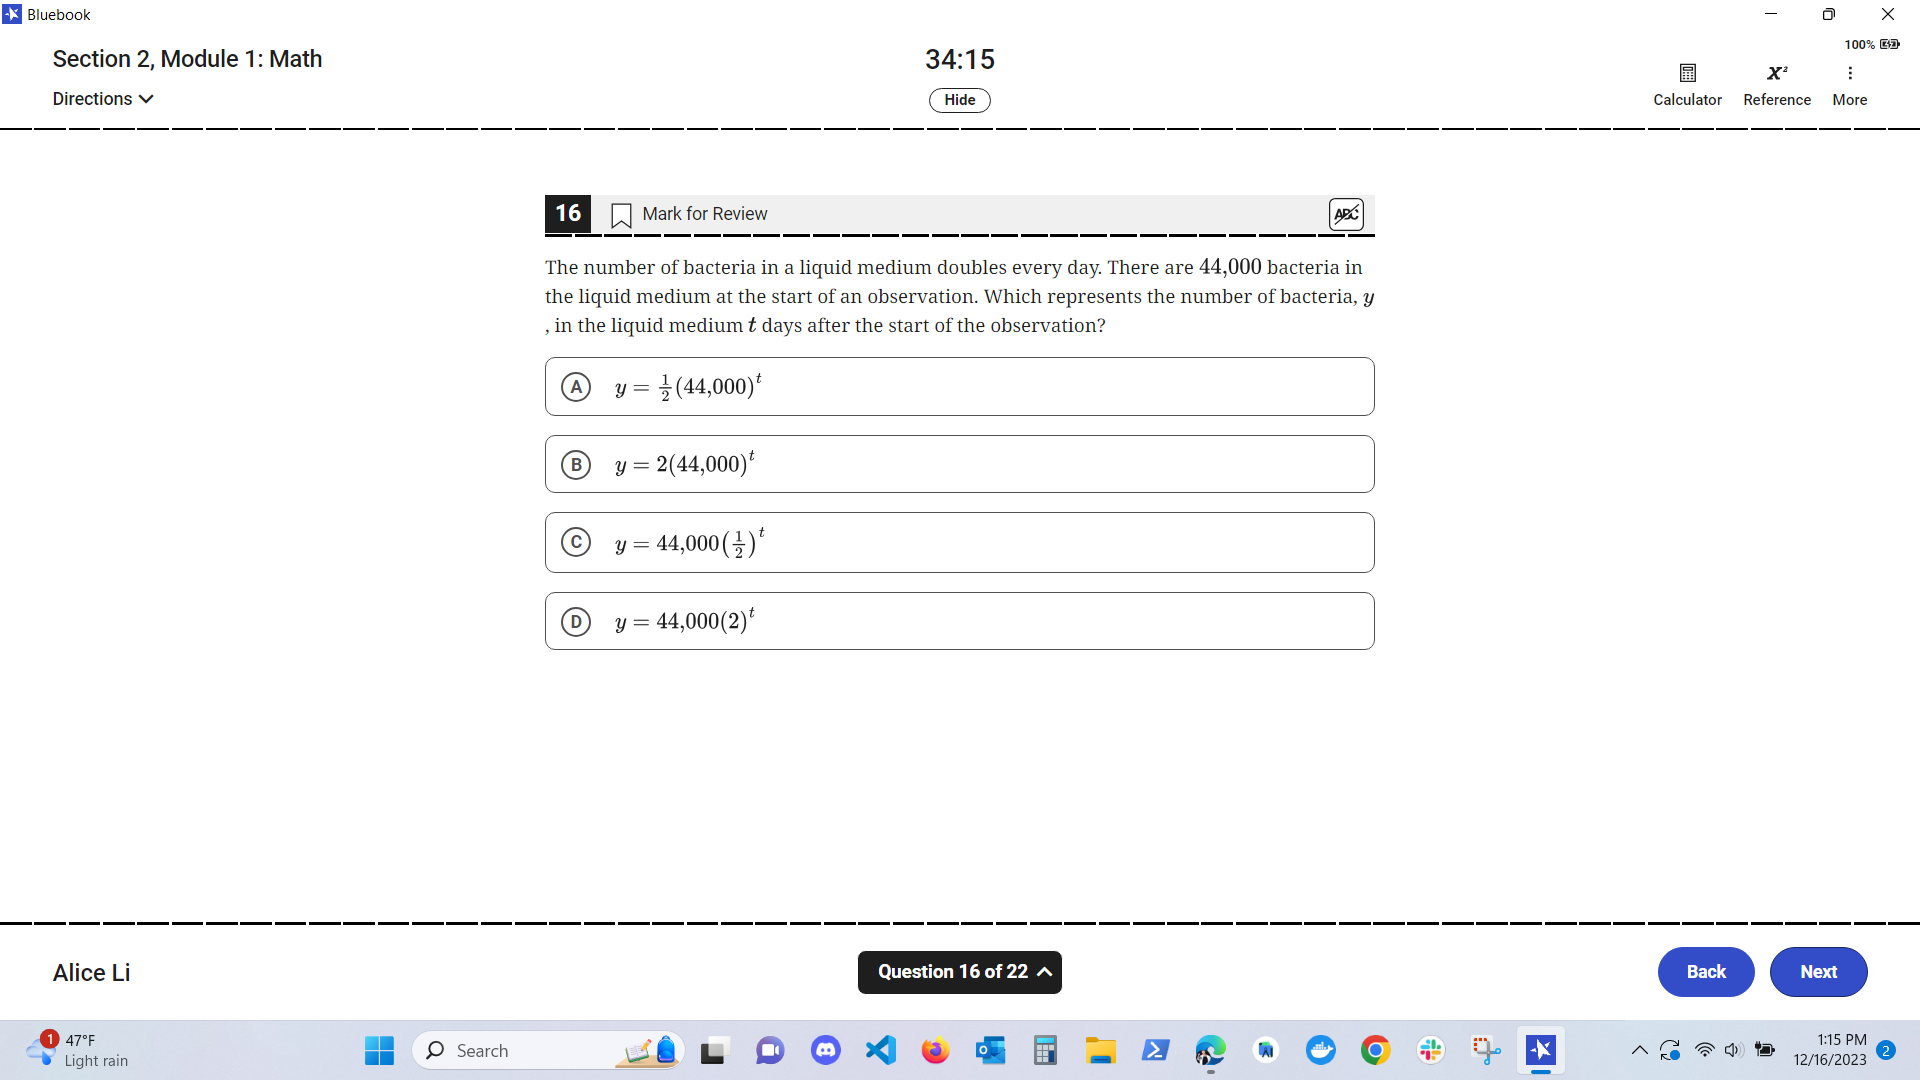 Bluebook
Section 2, Module 1: Math
34:15
100%
Directions
Hide
Calculator
Reference
More
16
Mark for Review
ABC
The number of bacteria in a liquid medium doubles every day. There are 44,000 bacteria in
the liquid medium at the start of an observation. Which represents the number of bacteria, y
, in the liquid medium t days after the start of the observation?
A y = 1/2 (44,000)^t
B y = 2(44,000)^t
C y = 44,000(1/2)^t
D y = 44,000(2)^t
Alice Li
Question 16 of 22
Back
Next
1
47°F
Light rain
Search
1:15 PM
12/16/2023
2